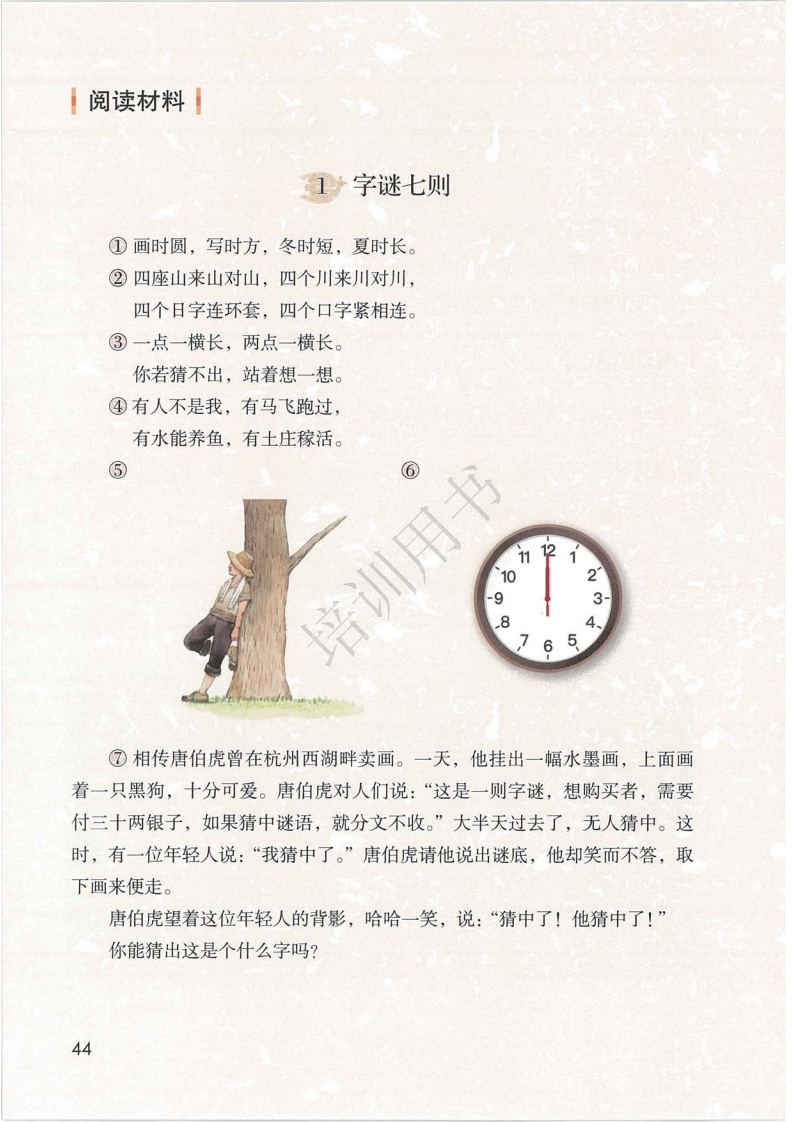 阅读材料
1 字谜七则
① 画时圆，写时方，冬时短，夏时长。
② 四座山来山对山，四个川来川对川，
四个日字连环套，四个口字紧相连。
③ 一点一横长，两点一横长。
你若猜不出，站着想一想。
④ 有人不是我，有马飞跑过，
有水能养鱼，有土庄稼活。
⑤ ⑥
11 12 1
10 2
9 3
8 4
7 6 5
培训用书
⑦ 相传唐伯虎曾在杭州西湖畔卖画。一天，他挂出一幅水墨画，上面画
着一只黑狗，十分可爱。唐伯虎对人们说：“这是一则字谜，想购买者，需要
付三十两银子，如果猜中谜语，就分文不收。”大半天过去了，无人猜中。这
时，有一位年轻人说：“我猜中了。”唐伯虎请他说出谜底，他却笑而不答，取
下画来便走。
唐伯虎望着这位年轻人的背影，哈哈一笑，说：“猜中了！他猜中了！”
你能猜出这是个什么字吗？
44